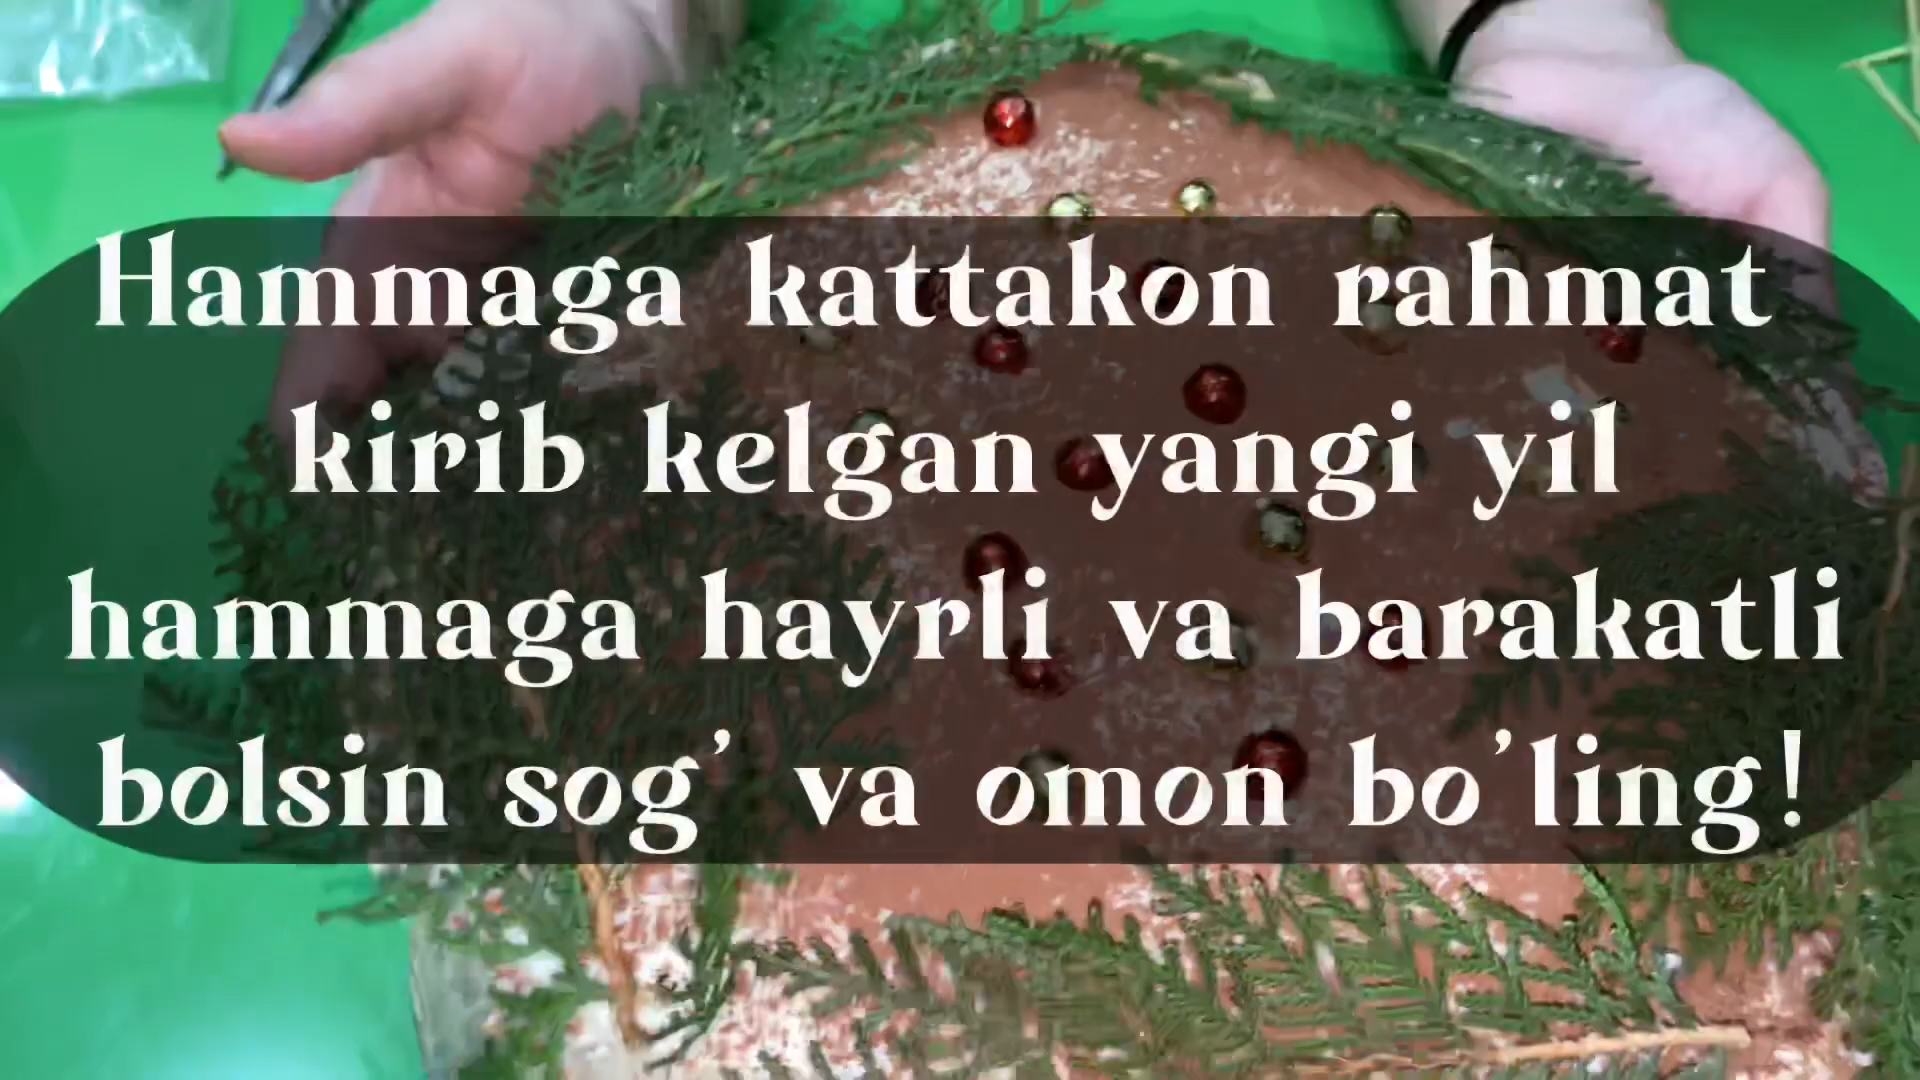 Hammaga kattakon rahmat
kirib kelgan yangi yil
hammaga hayrli va barakatli
bolsin sog' va omon bo'ling!